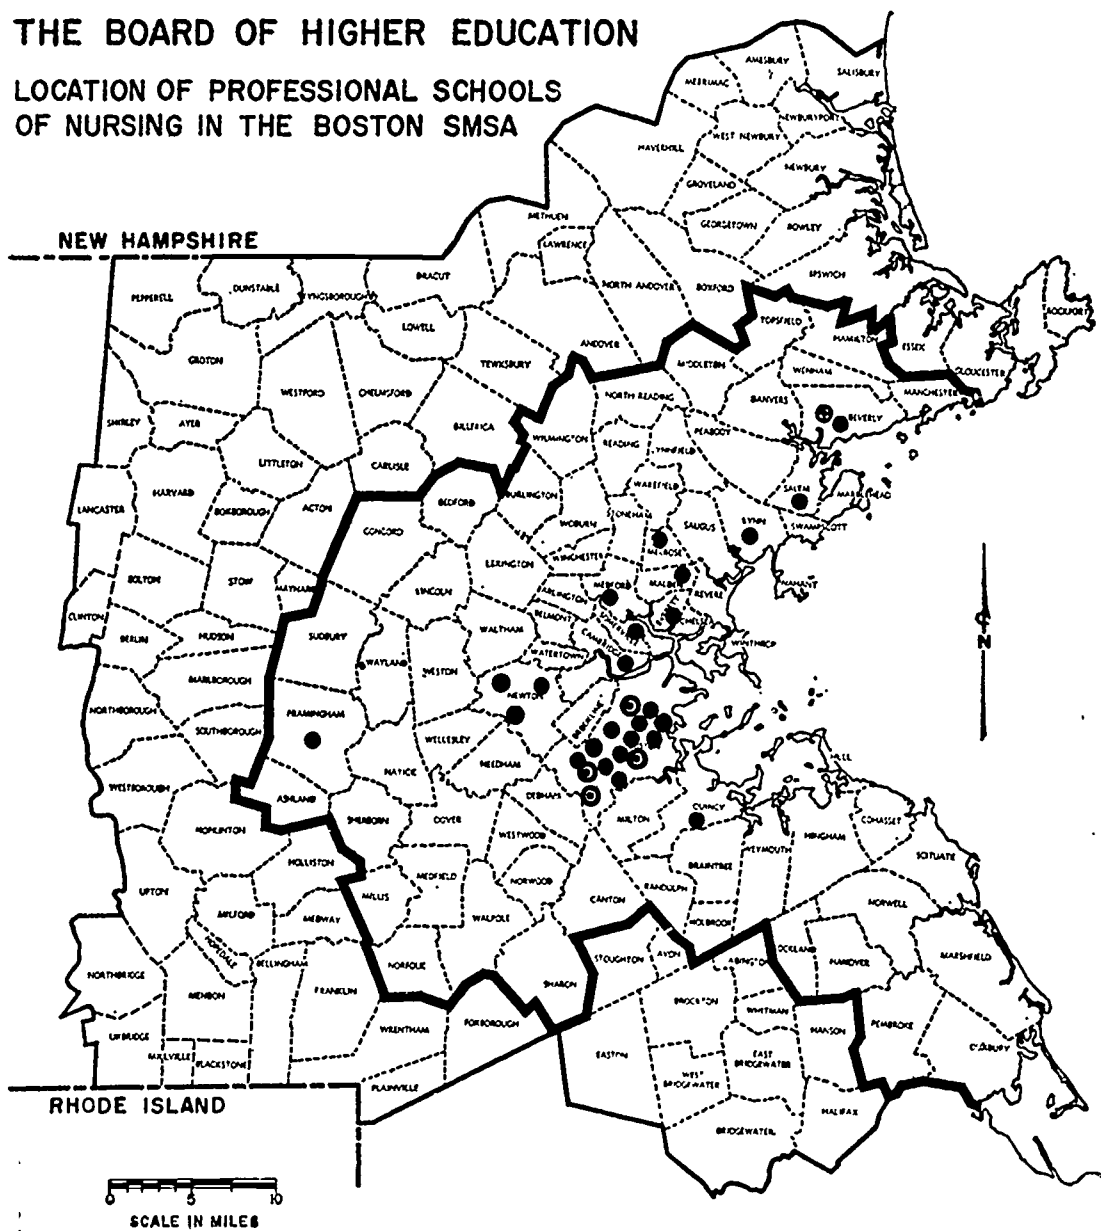 THE BOARD OF HIGHER EDUCATION
LOCATION OF PROFESSIONAL SCHOOLS
OF NURSING IN THE BOSTON SMSA
AMESBURY
SALISBURY
MERRIMAC
NEWBURYPORT
WEST NEWBURY
HAVERHILL
NEWBURY
GROVELAND
GEORGETOWN
ROWLEY
METHUEN
LAWRENCE
NEW HAMPSHIRE
IPSWICH
DRACUT
NORTH ANDOVER
BOXFORD
DUNSTABLE
PEPPERELL
YNGSBOROUGH
ROCKPORT
LOWELL
TOPSFIELD
HAMILTON
ESSEX
ANDOVER
GROTON
TEWKSBURY
MIDDLETON
WENHAM
GLOUCESTER
WESTFORD
CHELMSFORD
NORTH READING
DANVERS
MANCHESTER
SHIRLEY
AYER
BILLERICA
WILMINGTON
READING
PEABODY
BEVERLY
LYNNFIELD
LITTLETON
CARLISLE
WAKEFIELD
HARVARD
BEDFORD
BURLINGTON
SALEM
MARBLEHEAD
LANCASTER
BOXBOROUGH
ACTON
STONEHAM
CONCORD
WOBURN
SAUGUS
LYNN
SWAMPSCOTT
WINCHESTER
MELROSE
LEXINGTON
BOLTON
STOW
MAYNARD
LINCOLN
MEDFORD
MALDEN
REVERE
NAHANT
ARLINGTON
CLINTON
BELMONT
SOMERVILLE
CHELSEA
BERLIN
HUDSON
SUDBURY
WALTHAM
CAMBRIDGE
WINTHROP
N
WATERTOWN
WAYLAND
WESTON
MARLBOROUGH
NEWTON
NORTHBOROUGH
FRAMINGHAM
BROOKLINE
SOUTHBOROUGH
WELLESLEY
NEEDHAM
NATICK
WESTBOROUGH
ASHLAND
DEDHAM
QUINCY
SHERBORN
DOVER
MILTON
COHASSET
HOPKINTON
WESTWOOD
HINGHAM
WEYMOUTH
HOLLISTON
BRAINTREE
SCITUATE
MEDFIELD
NORWOOD
RANDOLPH
UPTON
MILLIS
CANTON
NORWELL
MILFORD
MEDWAY
WALPOLE
HOLBROOK
HOPEDALE
STOUGHTON
AVON
ROCKLAND
HANOVER
MARSHFIELD
BELLINGHAM
NORFOLK
ABINGTON
NORTHBRIDGE
FRANKLIN
SHARON
MENDON
BROCKTON
WHITMAN
UXBRIDGE
WRENTHAM
FOXBOROUGH
HANSON
PEMBROKE
MILLVILLE
BLACKSTONE
EASTON
EAST
BRIDGEWATER
DUXBURY
WEST
BRIDGEWATER
PLAINVILLE
RHODE ISLAND
HALIFAX
BRIDGEWATER
0 5 10
SCALE IN MILES